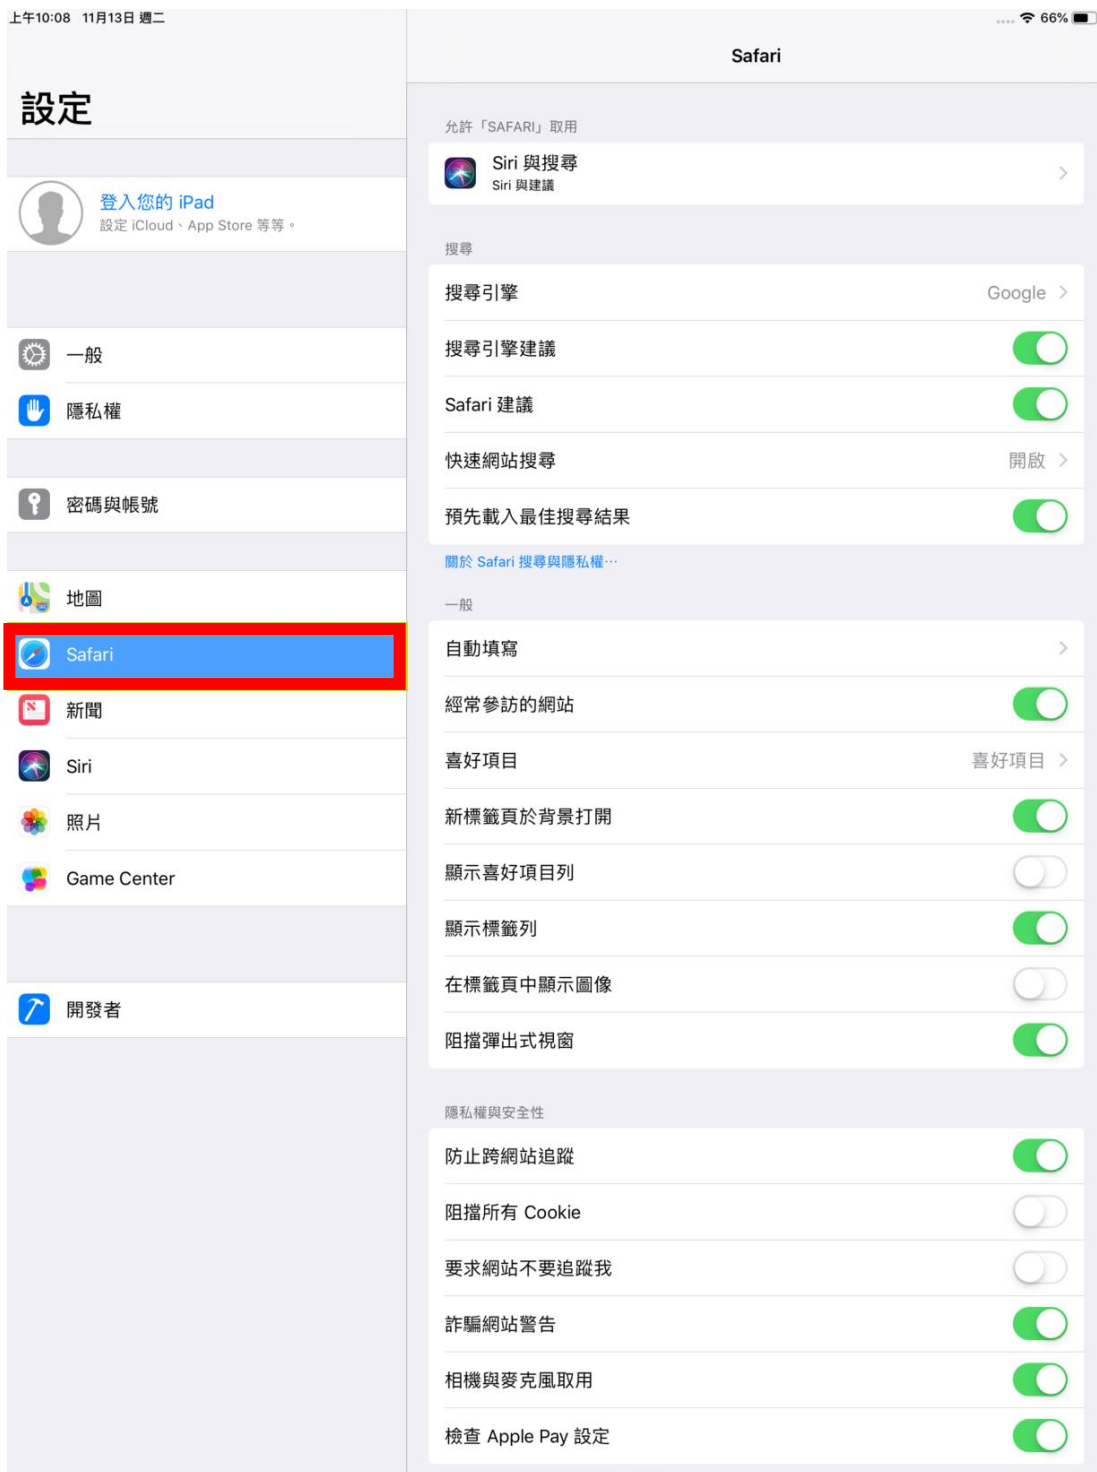 上午10:08 11月13日 週二
66%
設定
登入您的 iPad
設定 iCloud、App Store 等等。
一般
隱私權
密碼與帳號
地圖
Safari
新聞
Siri
照片
Game Center
開發者
Safari
允許「SAFARI」取用
Siri 與搜尋
Siri 與建議
搜尋
搜尋引擎 Google
搜尋引擎建議
Safari 建議
快速網站搜尋 開啟
預先載入最佳搜尋結果
關於 Safari 搜尋與隱私權⋯
一般
自動填寫
經常參訪的網站
喜好項目 喜好項目
新標籤頁於背景打開
顯示喜好項目列
顯示標籤列
在標籤頁中顯示圖像
阻擋彈出式視窗
隱私權與安全性
防止跨網站追蹤
阻擋所有 Cookie
要求網站不要追蹤我
詐騙網站警告
相機與麥克風取用
檢查 Apple Pay 設定